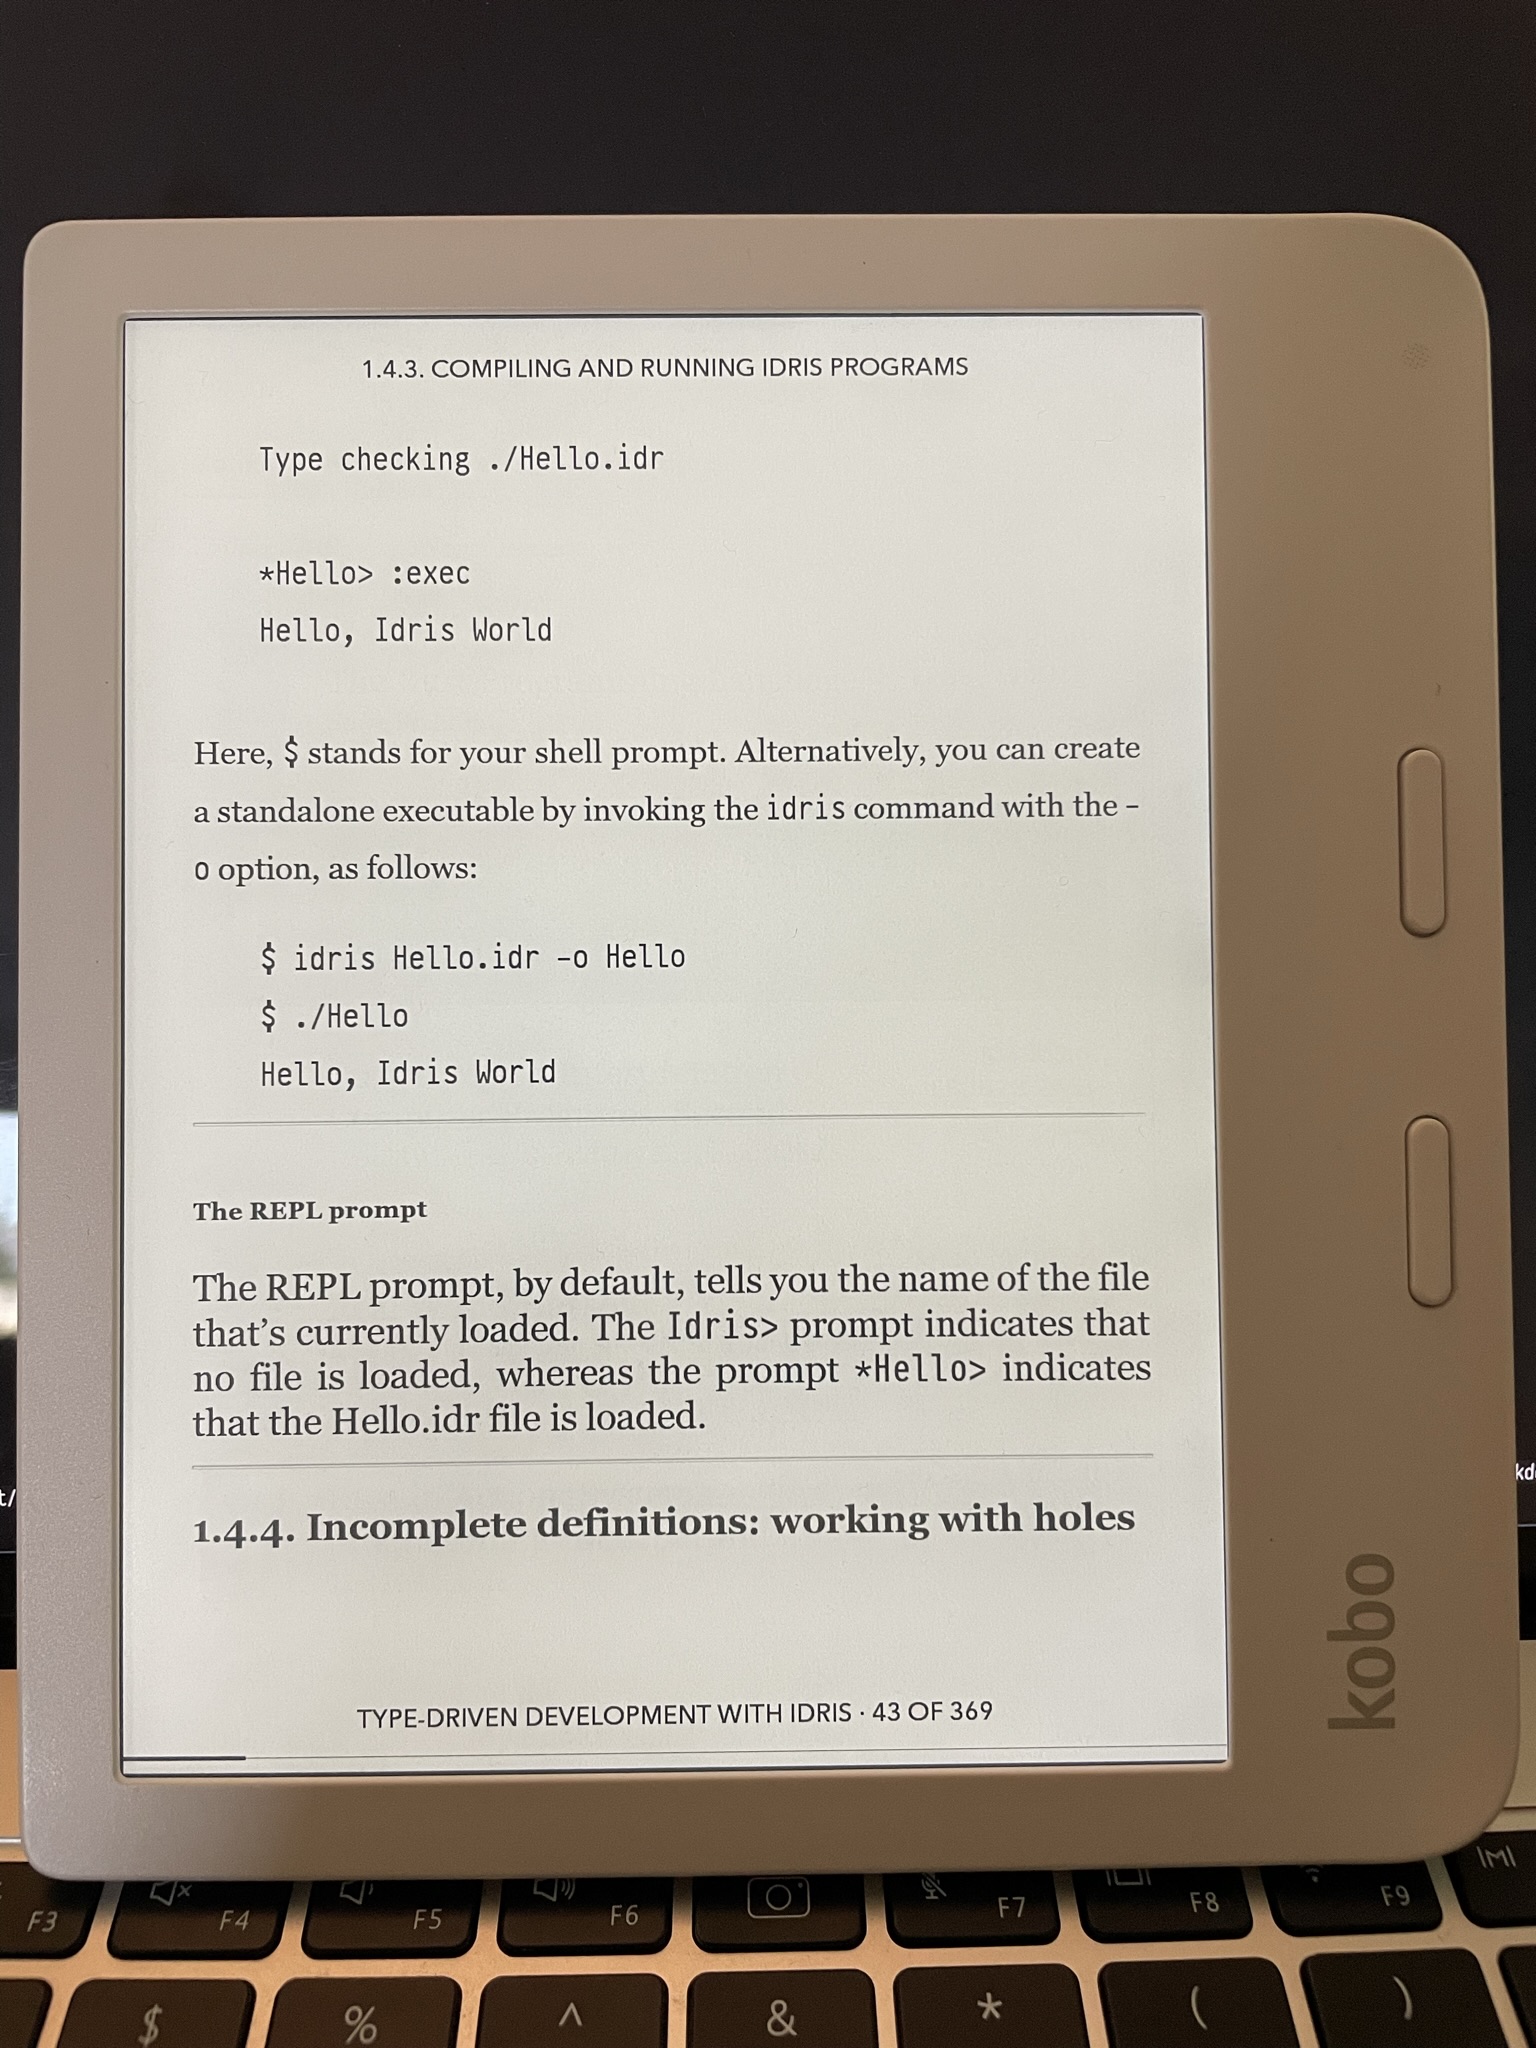 1.4.3. COMPILING AND RUNNING IDRIS PROGRAMS
Type checking ./Hello.idr
*Hello> :exec
Hello, Idris World
Here, $ stands for your shell prompt. Alternatively, you can create
a standalone executable by invoking the idris command with the –
o option, as follows:
$ idris Hello.idr –o Hello
$ ./Hello
Hello, Idris World
The REPL prompt
The REPL prompt, by default, tells you the name of the file
that’s currently loaded. The Idris> prompt indicates that
no file is loaded, whereas the prompt *Hello> indicates
that the Hello.idr file is loaded.
1.4.4. Incomplete definitions: working with holes
TYPE-DRIVEN DEVELOPMENT WITH IDRIS · 43 OF 369
kobo
t/
kd
F3 F4 F5 F6 F7 F8 F9
$ % ^ & * ( )